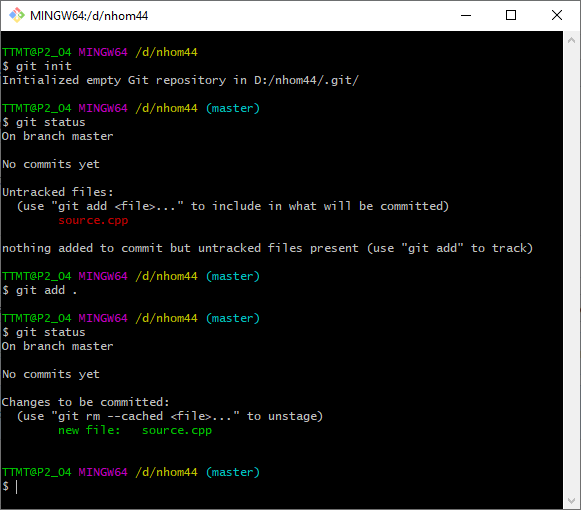 MINGW64:/d/nhom44
TTMT@P2_04 MINGW64 /d/nhom44
$ git init
Initialized empty Git repository in D:/nhom44/.git/
TTMT@P2_04 MINGW64 /d/nhom44 (master)
$ git status
On branch master
No commits yet
Untracked files:
  (use "git add <file>..." to include in what will be committed)
        source.cpp
nothing added to commit but untracked files present (use "git add" to track)
TTMT@P2_04 MINGW64 /d/nhom44 (master)
$ git add .
TTMT@P2_04 MINGW64 /d/nhom44 (master)
$ git status
On branch master
No commits yet
Changes to be committed:
  (use "git rm --cached <file>..." to unstage)
        new file:   source.cpp
TTMT@P2_04 MINGW64 /d/nhom44 (master)
$